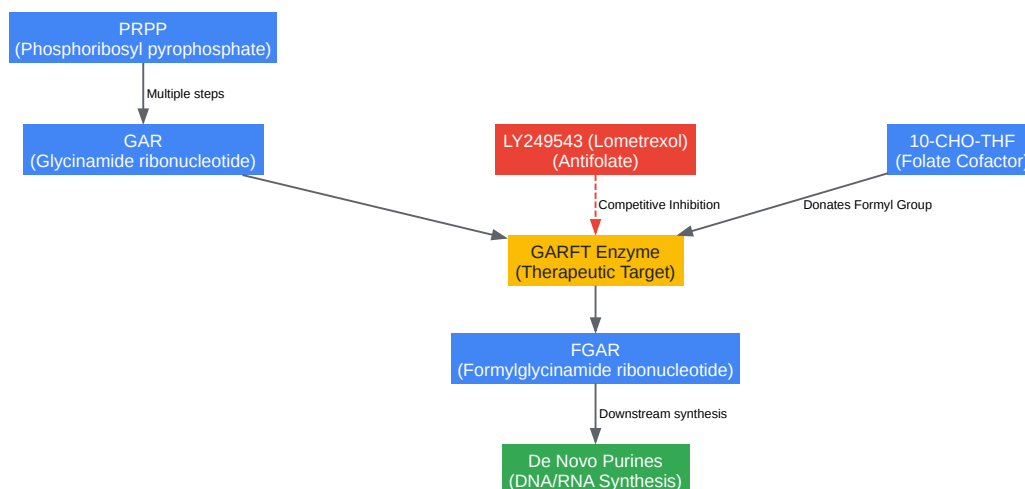 PRPP
(Phosphoribosyl pyrophosphate)
Multiple steps
GAR
(Glycinamide ribonucleotide)
LY249543 (Lometrexol)
(Antifolate)
10-CHO-THF
(Folate Cofactor)
Competitive Inhibition
Donates Formyl Group
GARFT Enzyme
(Therapeutic Target)
FGAR
(Formylglycinamide ribonucleotide)
Downstream synthesis
De Novo Purines
(DNA/RNA Synthesis)